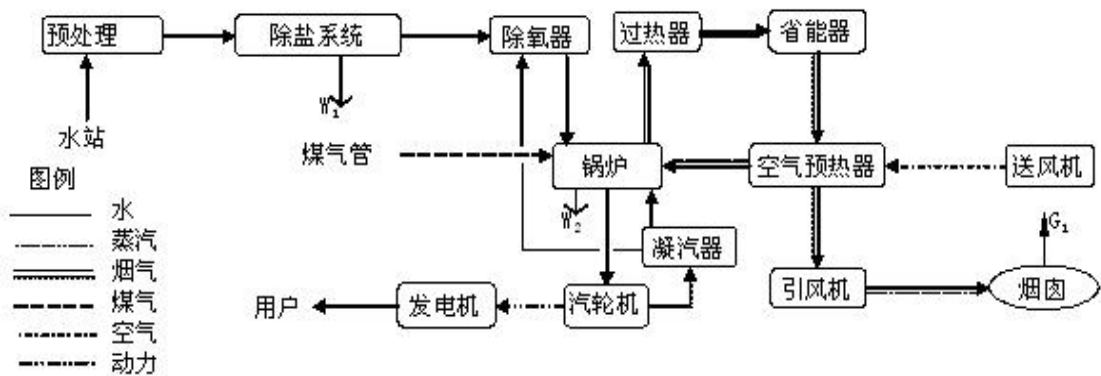 预处理
除盐系统
除氧器
过热器
省能器
W₁
水站
煤气管
锅炉
空气预热器
送风机
图例
水
W₂
G₁
蒸汽
凝汽器
烟气
引风机
烟囱
煤气
用户
发电机
汽轮机
空气
动力